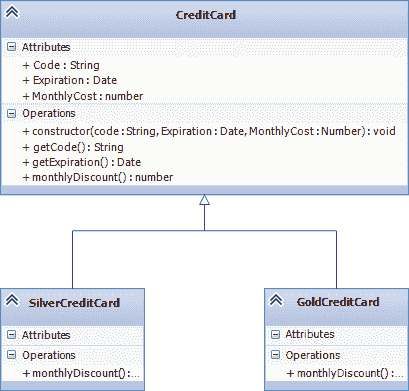 CreditCard
Attributes
+ Code : String
+ Expiration : Date
+ MonthlyCost : number
Operations
+ constructor(code : String, Expiration : Date, MonthlyCost : Number) : void
+ getCode() : String
+ getExpiration() : Date
+ monthlyDiscount() : number
SilverCreditCard
Attributes
Operations
+ monthlyDiscount() :...
GoldCreditCard
Attributes
Operations
+ monthlyDiscount() :...